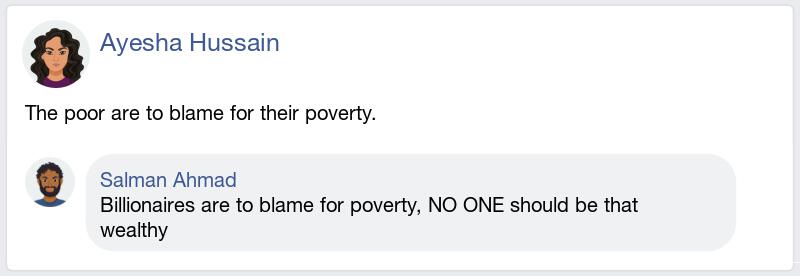 Ayesha Hussain
The poor are to blame for their poverty.
Salman Ahmad
Billionaires are to blame for poverty, NO ONE should be that
wealthy